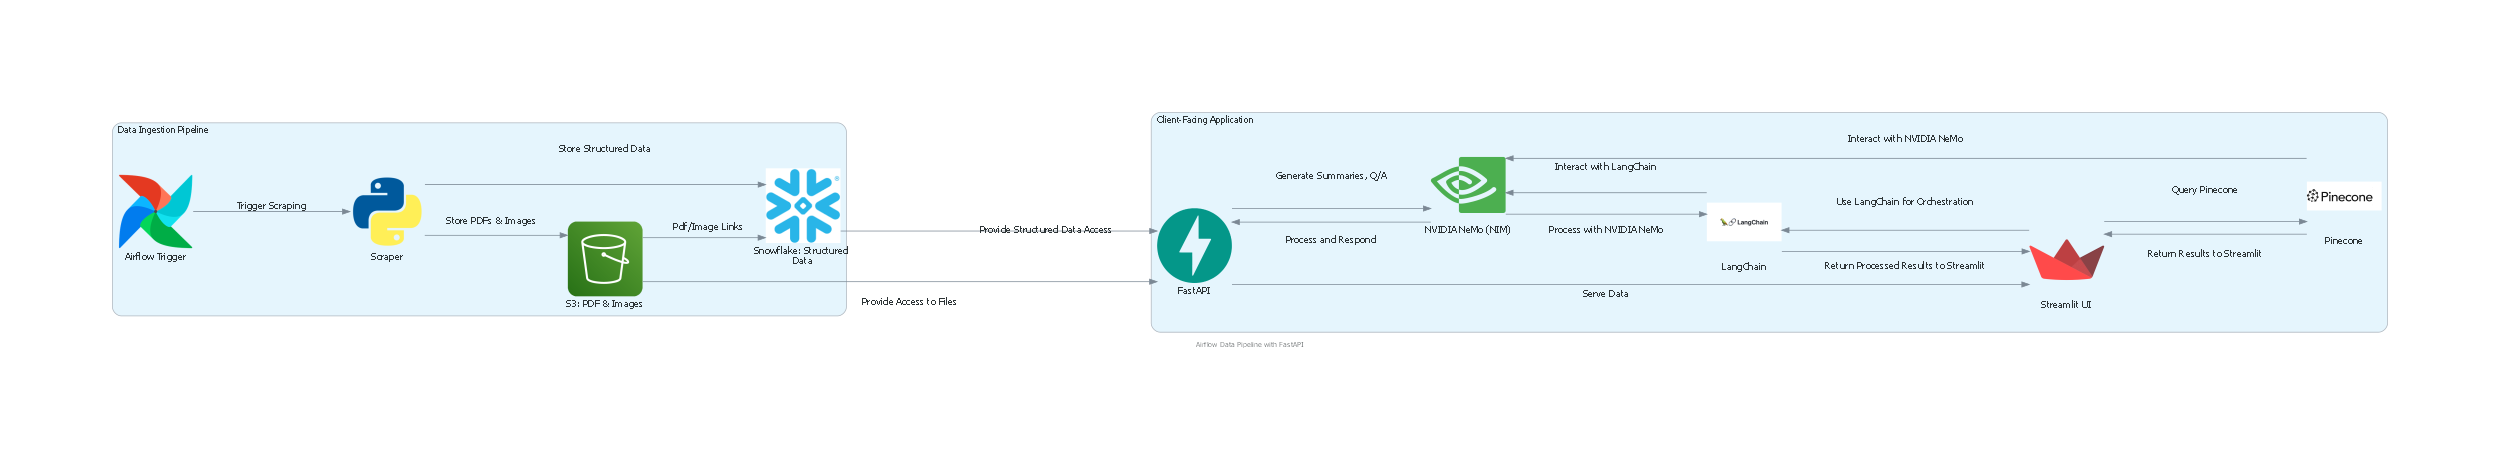 Data Ingestion Pipeline
Store Structured Data
Trigger Scraping
Store PDFs & Images
Pdf/Image Links
Airflow Trigger
Scraper
S3: PDF & Images
®
Snowflake: Structured
Data
Provide Structured Data Access
Provide Access to Files
Client-Facing Application
Interact with NVIDIA NeMo
Interact with LangChain
Generate Summaries, Q/A
Query Pinecone
Pinecone
Use LangChain for Orchestration
LangChain
Process and Respond
NVIDIA NeMo (NIM)
Process with NVIDIA NeMo
Pinecone
Return Results to Streamlit
LangChain
Return Processed Results to Streamlit
FastAPI
Serve Data
Streamlit UI
Airflow Data Pipeline with FastAPI